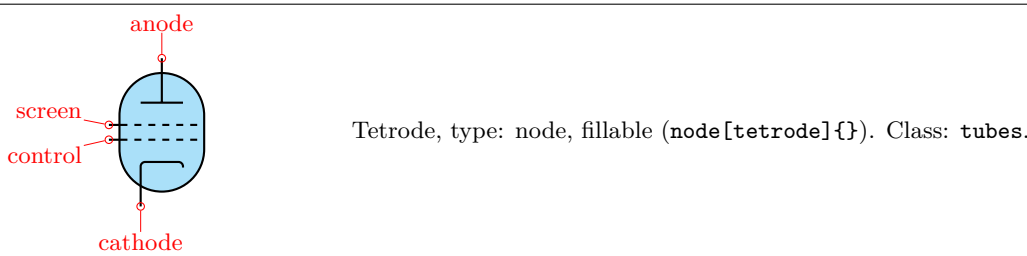 anode
screen
control
cathode
Tetrode, type: node, fillable (node[tetrode]{}). Class: tubes.